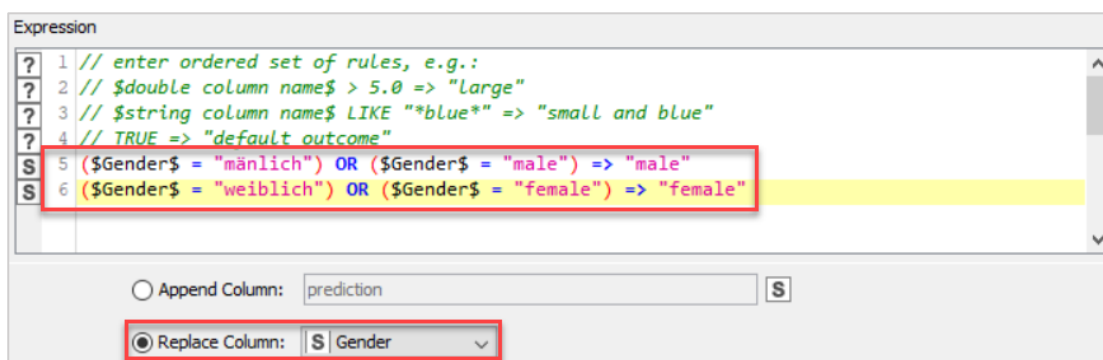 Expression
? 1 // enter ordered set of rules, e.g.:
? 2 // $double column name$ > 5.0 => "large"
? 3 // $string column name$ LIKE "*blue*" => "small and blue"
? 4 // TRUE => "default outcome"
S 5 ($Gender$ = "mänlich") OR ($Gender$ = "male") => "male"
S 6 ($Gender$ = "weiblich") OR ($Gender$ = "female") => "female"
Append Column: prediction S
Replace Column: S Gender